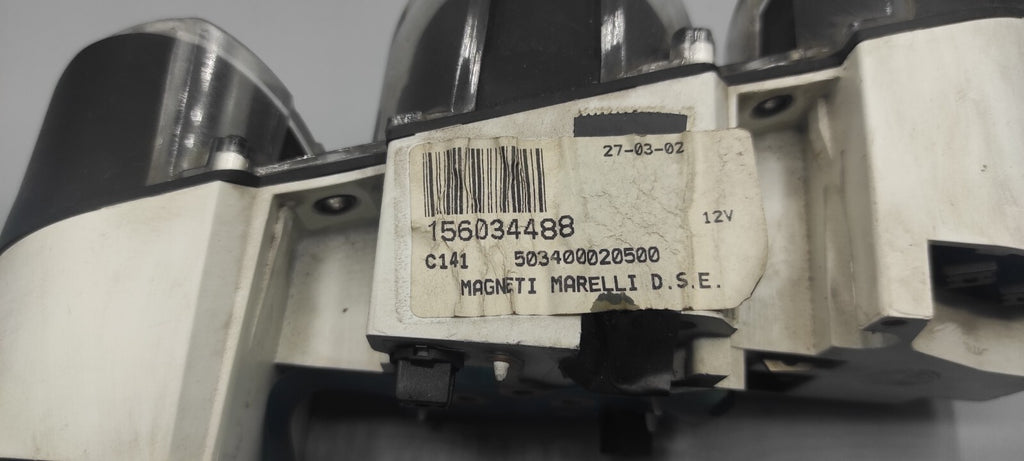 27-03-02
156034488
12V
C141 503400020500
MAGNETI MARELLI D.S.E.